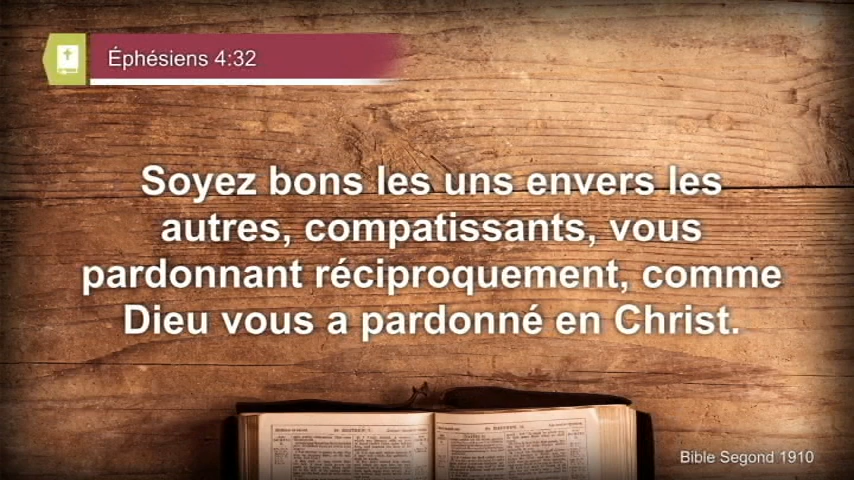 Éphésiens 4:32
Soyez bons les uns envers les
autres, compatissants, vous
pardonnant réciproquement, comme
Dieu vous a pardonné en Christ.
Bible Segond 1910